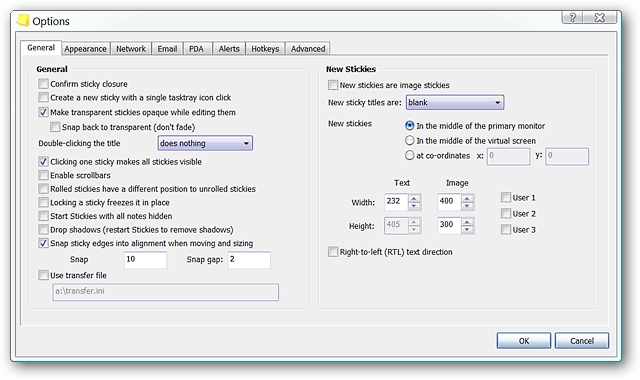 Options
General Appearance Network Email PDA Alerts Hotkeys Advanced
General
Confirm sticky closure
Create a new sticky with a single tasktray icon click
Make transparent stickies opaque while editing them
Snap back to transparent (don't fade)
Double-clicking the title does nothing
Clicking one sticky makes all stickies visible
Enable scrollbars
Rolled stickies have a different position to unrolled stickies
Locking a sticky freezes it in place
Start Stickies with all notes hidden
Drop shadows (restart Stickies to remove shadows)
Snap sticky edges into alignment when moving and sizing
Snap 10 Snap gap: 2
Use transfer file
a:\transfer.ini
New Stickies
New stickies are image stickies
New sticky titles are: blank
New stickies In the middle of the primary monitor
In the middle of the virtual screen
at co-ordinates x: 0 y: 0
Text Image
Width: 232 400 User 1
User 2
Height: 405 300 User 3
Right-to-left (RTL) text direction
OK Cancel